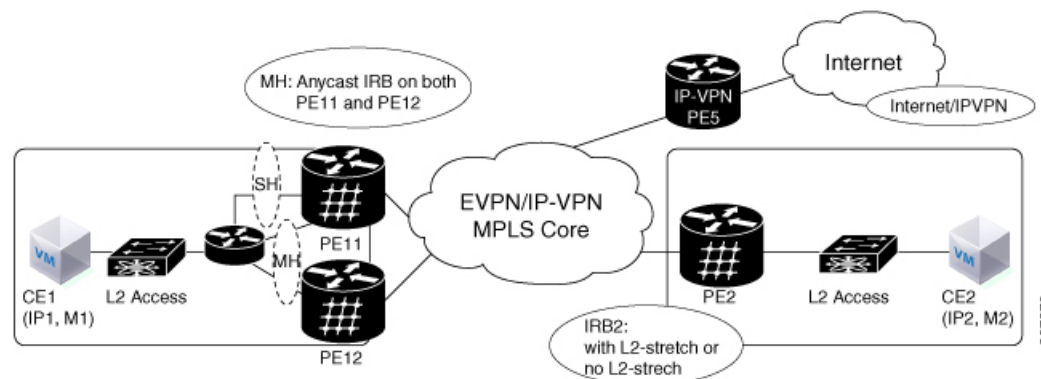 MH: Anycast IRB on both
PE11 and PE12
IP-VPN
PE5
Internet
Internet/IPVPN
SH
MH
PE11
PE12
VM
CE1
(IP1, M1)
L2 Access
EVPN/IP-VPN
MPLS Core
PE2
L2 Access
VM
CE2
(IP2, M2)
IRB2:
with L2-stretch or
no L2-strech